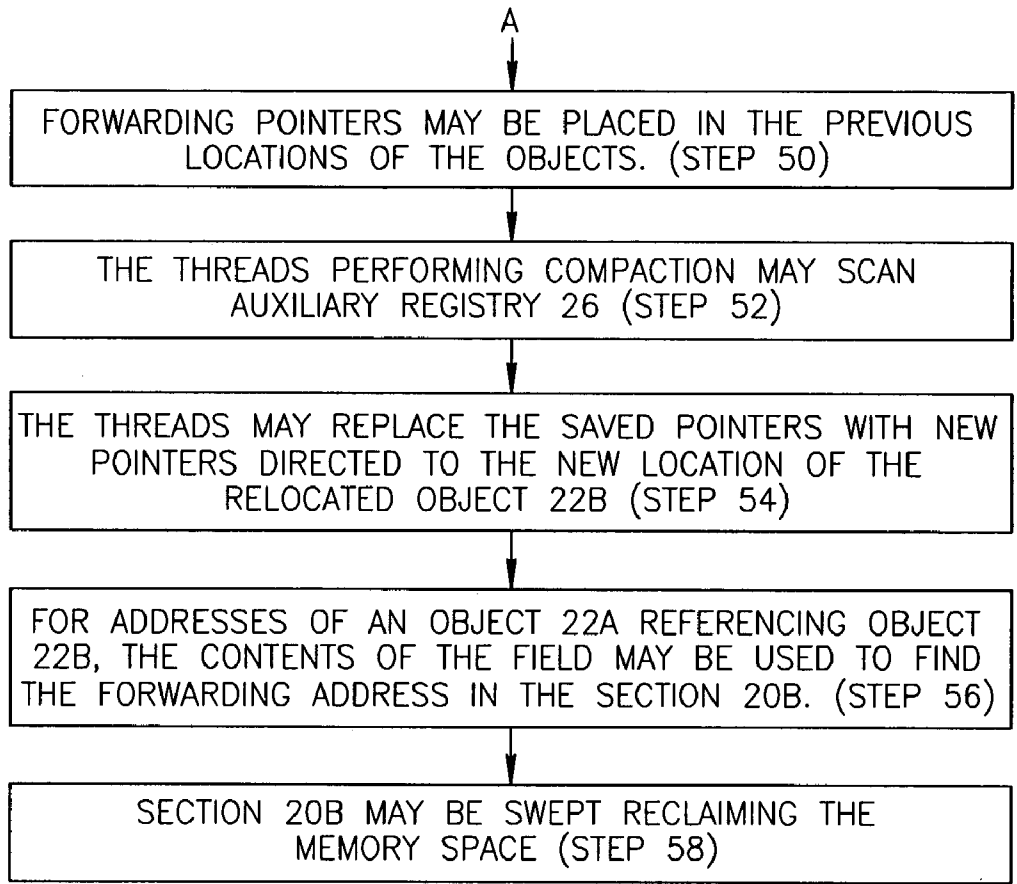 A
FORWARDING POINTERS MAY BE PLACED IN THE PREVIOUS
LOCATIONS OF THE OBJECTS. (STEP 50)
THE THREADS PERFORMING COMPACTION MAY SCAN
AUXILIARY REGISTRY 26 (STEP 52)
THE THREADS MAY REPLACE THE SAVED POINTERS WITH NEW
POINTERS DIRECTED TO THE NEW LOCATION OF THE
RELOCATED OBJECT 22B (STEP 54)
FOR ADDRESSES OF AN OBJECT 22A REFERENCING OBJECT
22B, THE CONTENTS OF THE FIELD MAY BE USED TO FIND
THE FORWARDING ADDRESS IN THE SECTION 20B. (STEP 56)
SECTION 20B MAY BE SWEPT RECLAIMING THE
MEMORY SPACE (STEP 58)